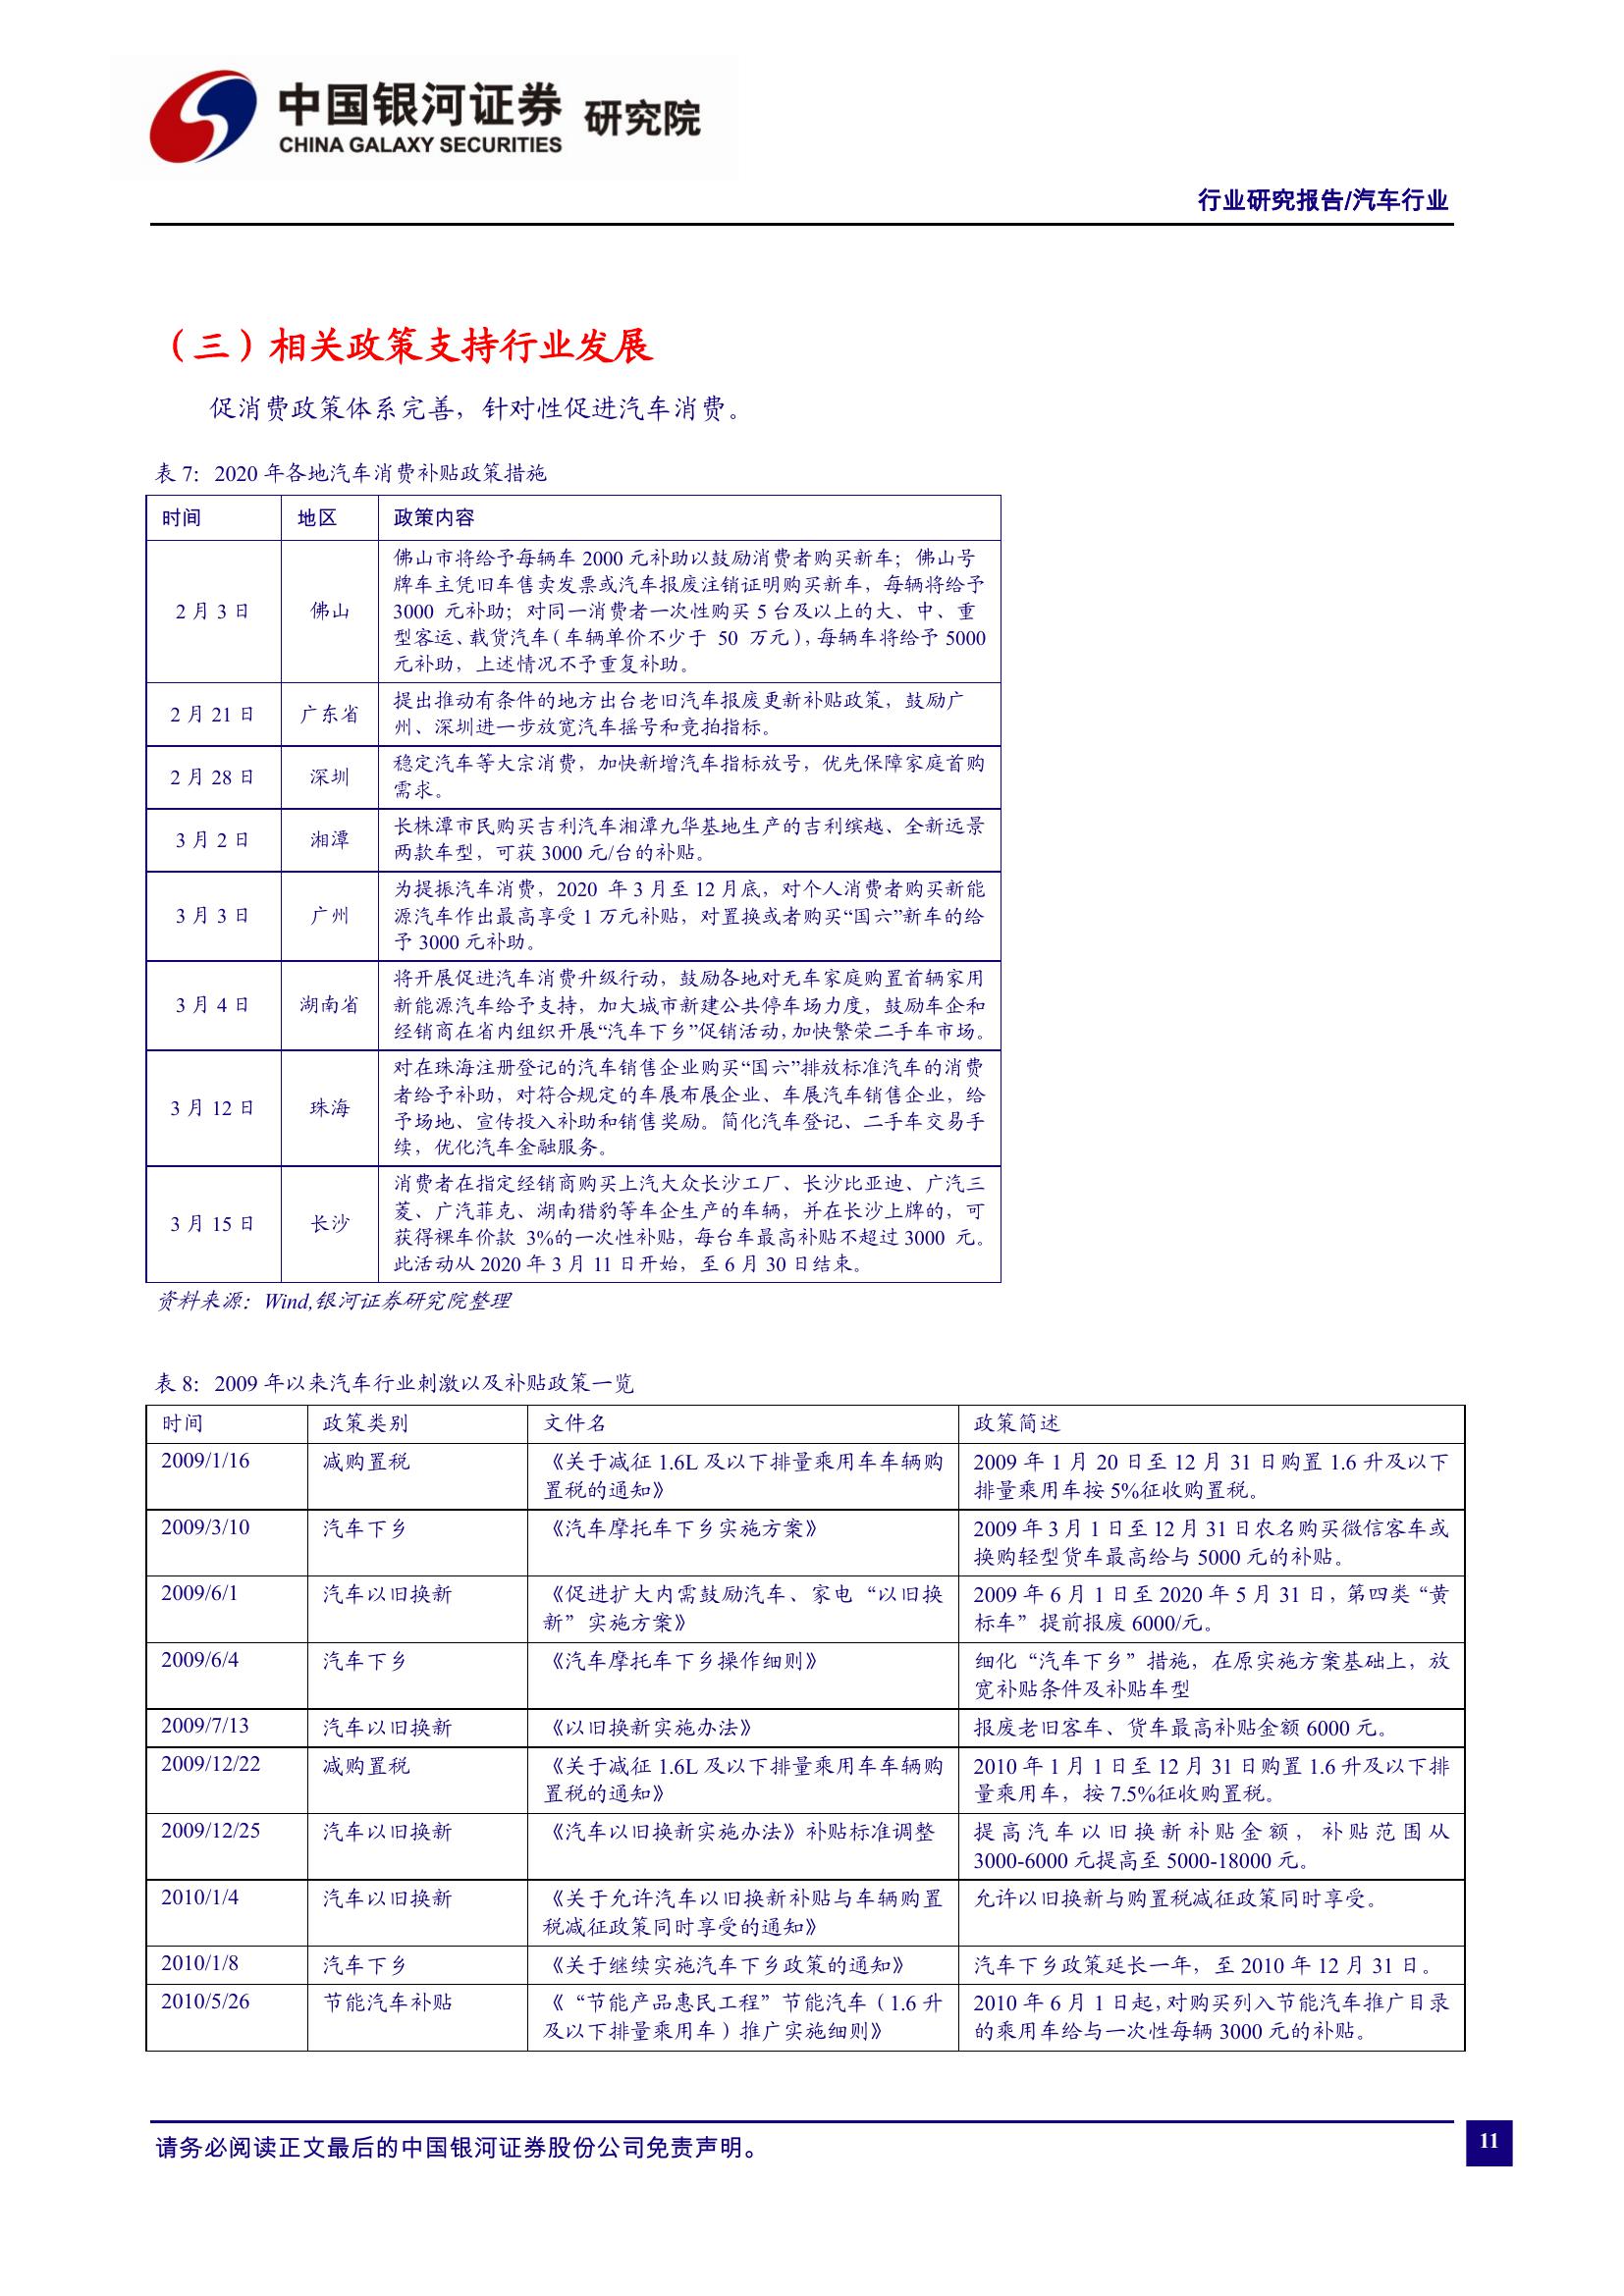 中国银河证券 研究院
CHINA GALAXY SECURITIES
行业研究报告/汽车行业
（三）相关政策支持行业发展
促消费政策体系完善，针对性促进汽车消费。
表 7：2020 年各地汽车消费补贴政策措施
时间 地区 政策内容
佛山市将给予每辆车 2000 元补助以鼓励消费者购买新车；佛山号
牌车主凭旧车售卖发票或汽车报废注销证明购买新车，每辆将给予
2 月 3 日 佛山 3000 元补助；对同一消费者一次性购买 5 台及以上的大、中、重
型客运、载货汽车（车辆单价不少于 50 万元），每辆车将给予 5000
元补助，上述情况不予重复补助。
2 月 21 日 广东省 提出推动有条件的地方出台老旧汽车报废更新补贴政策，鼓励广
州、深圳进一步放宽汽车摇号和竞拍指标。
2 月 28 日 深圳 稳定汽车等大宗消费，加快新增汽车指标放号，优先保障家庭首购
需求。
3 月 2 日 湘潭 长株潭市民购买吉利汽车湘潭九华基地生产的吉利缤越、全新远景
两款车型，可获 3000 元/台的补贴。
为提振汽车消费，2020 年 3 月至 12 月底，对个人消费者购买新能
3 月 3 日 广州 源汽车作出最高享受 1 万元补贴，对置换或者购买“国六”新车的给
予 3000 元补助。
将开展促进汽车消费升级行动，鼓励各地对无车家庭购置首辆家用
3 月 4 日 湖南省 新能源汽车给予支持，加大城市新建公共停车场力度，鼓励车企和
经销商在省内组织开展“汽车下乡”促销活动，加快繁荣二手车市场。
对在珠海注册登记的汽车销售企业购买“国六”排放标准汽车的消费
者给予补助，对符合规定的车展布展企业、车展汽车销售企业，给
3 月 12 日 珠海 予场地、宣传投入补助和销售奖励。简化汽车登记、二手车交易手
续，优化汽车金融服务。
消费者在指定经销商购买上汽大众长沙工厂、长沙比亚迪、广汽三
菱、广汽菲克、湖南猎豹等车企生产的车辆，并在长沙上牌的，可
3 月 15 日 长沙 获得裸车价款 3%的一次性补贴，每台车最高补贴不超过 3000 元。
此活动从 2020 年 3 月 11 日开始，至 6 月 30 日结束。
资料来源：Wind,银河证券研究院整理
表 8：2009 年以来汽车行业刺激以及补贴政策一览
时间 政策类别 文件名 政策简述
2009/1/16 减购置税 《关于减征 1.6L 及以下排量乘用车车辆购 2009 年 1 月 20 日至 12 月 31 日购置 1.6 升及以下
置税的通知》 排量乘用车按 5%征收购置税。
2009/3/10 汽车下乡 《汽车摩托车下乡实施方案》 2009 年 3 月 1 日至 12 月 31 日农名购买微信客车或
换购轻型货车最高给与 5000 元的补贴。
2009/6/1 汽车以旧换新 《促进扩大内需鼓励汽车、家电“以旧换 2009 年 6 月 1 日至 2020 年 5 月 31 日，第四类“黄
新”实施方案》 标车”提前报废 6000/元。
2009/6/4 汽车下乡 《汽车摩托车下乡操作细则》 细化“汽车下乡”措施，在原实施方案基础上，放
宽补贴条件及补贴车型
2009/7/13 汽车以旧换新 《以旧换新实施办法》 报废老旧客车、货车最高补贴金额 6000 元。
2009/12/22 减购置税 《关于减征 1.6L 及以下排量乘用车车辆购 2010 年 1 月 1 日至 12 月 31 日购置 1.6 升及以下排
置税的通知》 量乘用车，按 7.5%征收购置税。
2009/12/25 汽车以旧换新 《汽车以旧换新实施办法》补贴标准调整 提高汽车以旧换新补贴金额，补贴范围从
3000-6000 元提高至 5000-18000 元。
2010/1/4 汽车以旧换新 《关于允许汽车以旧换新补贴与车辆购置 允许以旧换新与购置税减征政策同时享受。
税减征政策同时享受的通知》
2010/1/8 汽车下乡 《关于继续实施汽车下乡政策的通知》 汽车下乡政策延长一年，至 2010 年 12 月 31 日。
2010/5/26 节能汽车补贴 《“节能产品惠民工程”节能汽车（1.6 升 2010 年 6 月 1 日起，对购买列入节能汽车推广目录
及以下排量乘用车）推广实施细则》 的乘用车给与一次性每辆 3000 元的补贴。
请务必阅读正文最后的中国银河证券股份公司免责声明。 11